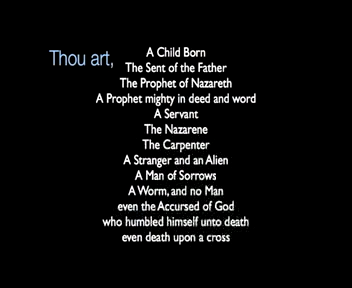 Thou art,
A Child Born
The Sent of the Father
The Prophet of Nazareth
A Prophet mighty in deed and word
A Servant
The Nazarene
The Carpenter
A Stranger and an Alien
A Man of Sorrows
A Worm, and no Man
even the Accursed of God
who humbled himself unto death
even death upon a cross